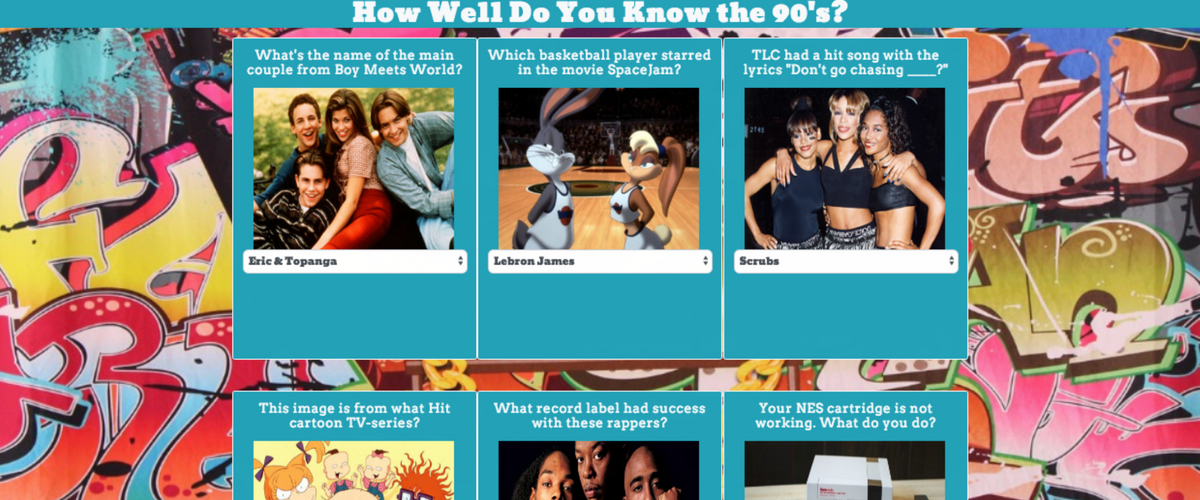 How Well Do You Know the 90's?
What's the name of the main
couple from Boy Meets World?
Eric & Topanga
Which basketball player starred
in the movie SpaceJam?
Lebron James
TLC had a hit song with the
lyrics "Don't go chasing ____?"
2745
Scrubs
This image is from what Hit
cartoon TV-series?
What record label had success
with these rappers?
Your NES cartridge is not
working. What do you do?